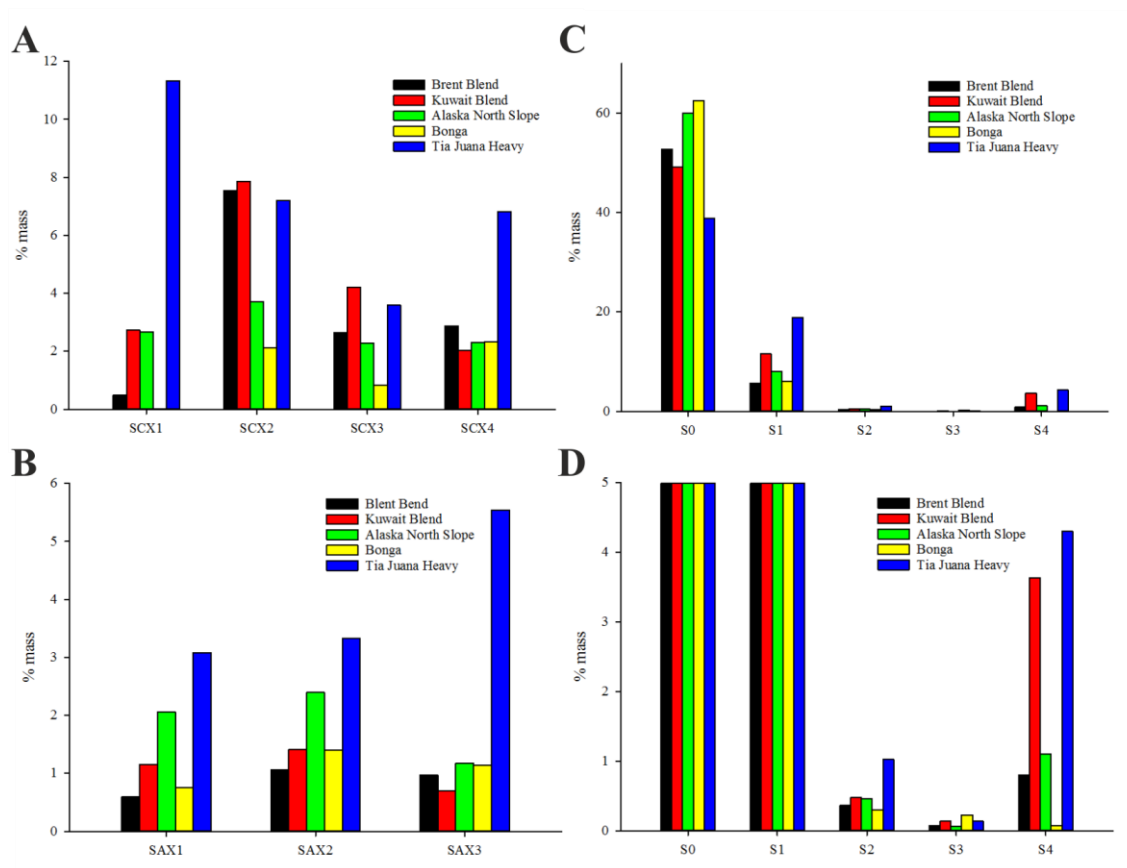 A
12
10
8
6
4
2
0
% mass
Brent Blend
Kuwait Blend
Alaska North Slope
Bonga
Tia Juana Heavy
SCX1 SCX2 SCX3 SCX4
B
6
5
4
3
2
1
0
% mass
Blent Bend
Kuwait Blend
Alaska North Slope
Bonga
Tia Juana Heavy
SAX1 SAX2 SAX3
C
60
40
20
0
% mass
Brent Blend
Kuwait Blend
Alaska North Slope
Bonga
Tia Juana Heavy
S0 S1 S2 S3 S4
D
5
4
3
2
1
0
% mass
Brent Blend
Kuwait Blend
Alaska North Slope
Bonga
Tia Juana Heavy
S0 S1 S2 S3 S4